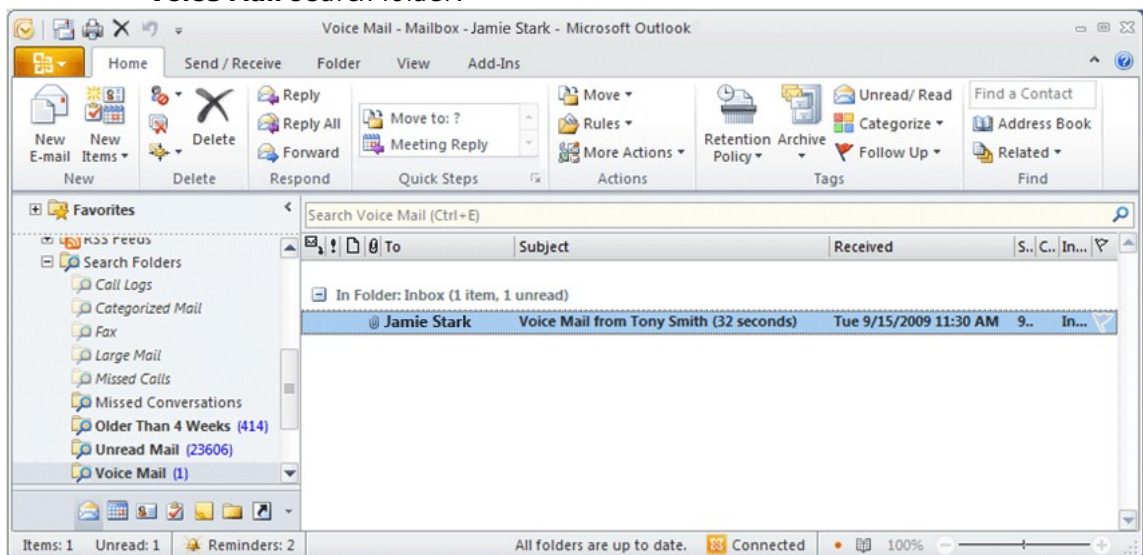 Voice Mail search folder.
Voice Mail - Mailbox - Jamie Stark - Microsoft Outlook
Home Send / Receive Folder View Add-Ins
New E-mail
New Items
Delete
Reply
Reply All
Forward
Move to: ?
Meeting Reply
Move
Rules
More Actions
Retention Policy
Archive
Unread/ Read
Categorize
Follow Up
Find a Contact
Address Book
Related
New Delete Respond Quick Steps Actions Tags Find
Favorites
Search Voice Mail (Ctrl+E)
RSS Feeds
Search Folders
Call Logs
Categorized Mail
Fax
Large Mail
Missed Calls
Missed Conversations
Older Than 4 Weeks (414)
Unread Mail (23606)
Voice Mail (1)
To Subject Received S.. C.. In...
In Folder: Inbox (1 item, 1 unread)
Jamie Stark Voice Mail from Tony Smith (32 seconds) Tue 9/15/2009 11:30 AM 9.. In...
Items: 1 Unread: 1 Reminders: 2 All folders are up to date. Connected 100%